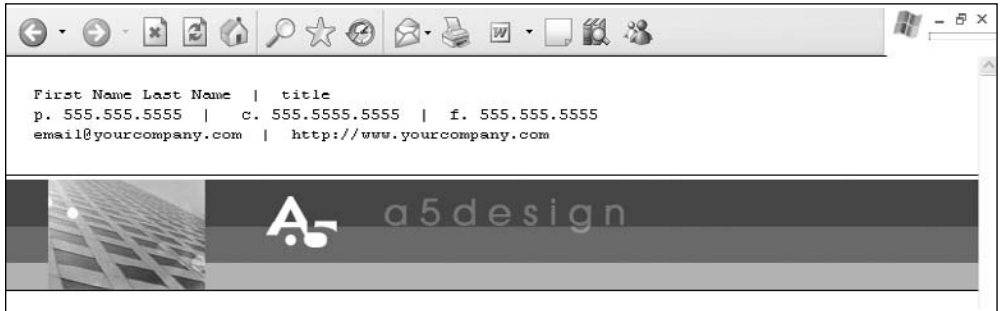 First Name Last Name | title
p. 555.555.5555 | c. 555.5555.5555 | f. 555.555.5555
email@yourcompany.com | http://www.yourcompany.com
A5 a5design